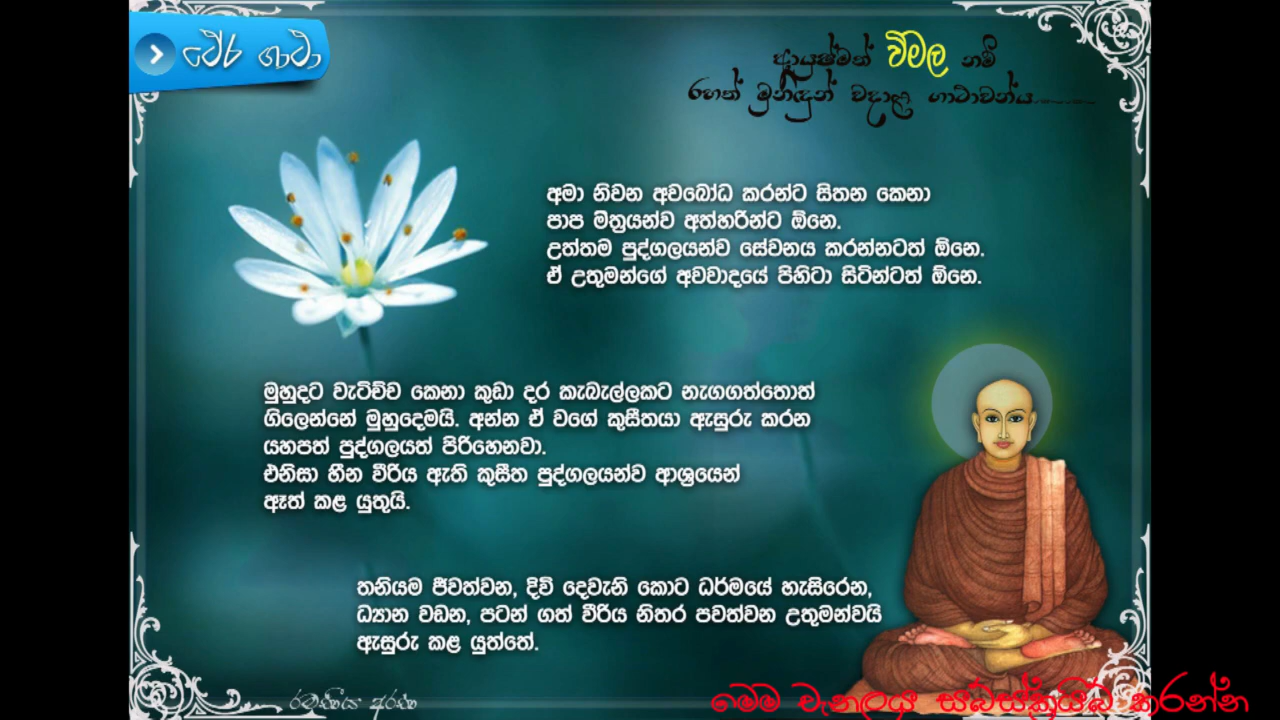 ථේර ගාථා
ආයුෂ්මත් විමල නම්
රහත් මුනිඳුන් වදාළ ගාථාවන්ය..............
අමා නිවන අවබෝධ කරන්ට සිතන කෙනා
පාප මිත්‍රයන්ව අත්හරින්ට ඕනෙ.
උත්තම පුද්ගලයන්ව සේවනය කරන්නටත් ඕනෙ.
ඒ උතුමන්ගේ අවවාදයේ පිහිටා සිටින්ටත් ඕනෙ.
මුහුදට වැටිච්ච කෙනා කුඩා දර කැබැල්ලකට නැගගත්තොත්
ගිලෙන්නේ මුහුදෙමයි. අන්න ඒ වගේ කුසීතයා ඇසුරු කරන
යහපත් පුද්ගලයත් පිරිහෙනවා.
එනිසා හීන වීරිය ඇති කුසීත පුද්ගලයන්ව ආශ්‍රයෙන්
ඈත් කළ යුතුයි.
තනියම ජීවත්වන, දිවි දෙවැනි කොට ධර්මයේ හැසිරෙන,
ධ්‍යාන වඩන, පටන් ගත් වීරිය නිතර පවත්වන උතුමන්වයි
ඇසුරු කළ යුත්තේ.
රමණීය අරණ
මෙම චැනලය සබ්ස්ක්‍රයිබ් කරන්න